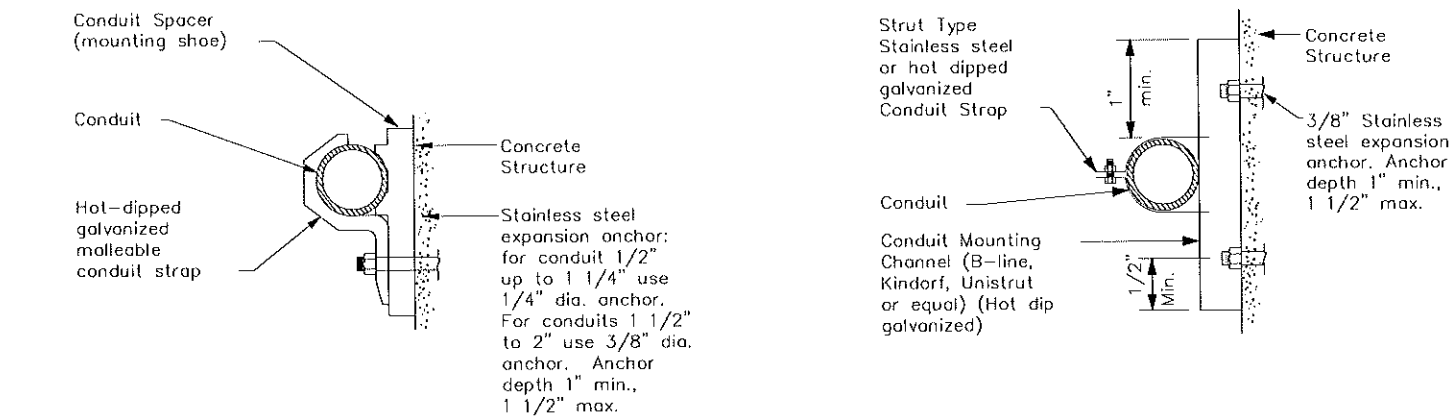 Conduit Spacer
(mounting shoe)
Conduit
Hot-dipped
galvanized
malleable
conduit strap
Concrete
Structure
Stainless steel
expansion anchor:
for conduit 1/2"
up to 1 1/4" use
1/4" dia. anchor.
For conduits 1 1/2"
to 2" use 3/8" dia.
anchor. Anchor
depth 1" min.,
1 1/2" max.
Strut Type
Stainless steel
or hot dipped
galvanized
Conduit Strap
1"
min.
Concrete
Structure
3/8" Stainless
steel expansion
anchor. Anchor
depth 1" min.,
1 1/2" max.
Conduit
Conduit Mounting
Channel (B-line,
Kindorf, Unistrut
or equal) (Hot dip
galvanized)
1/2"
Min.